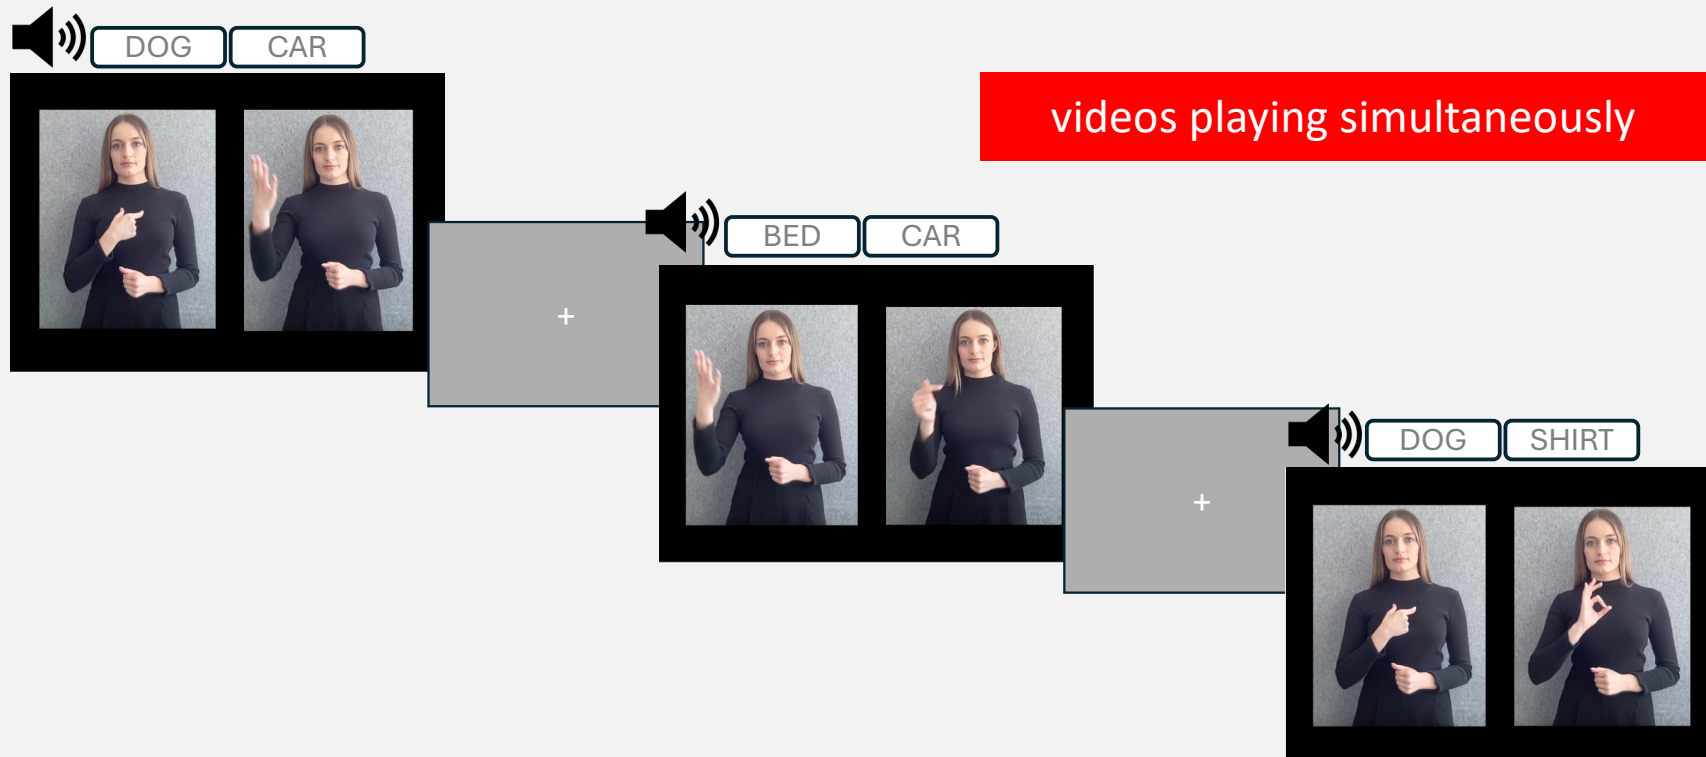 DOG CAR
videos playing simultaneously
BED CAR
+
DOG SHIRT
+